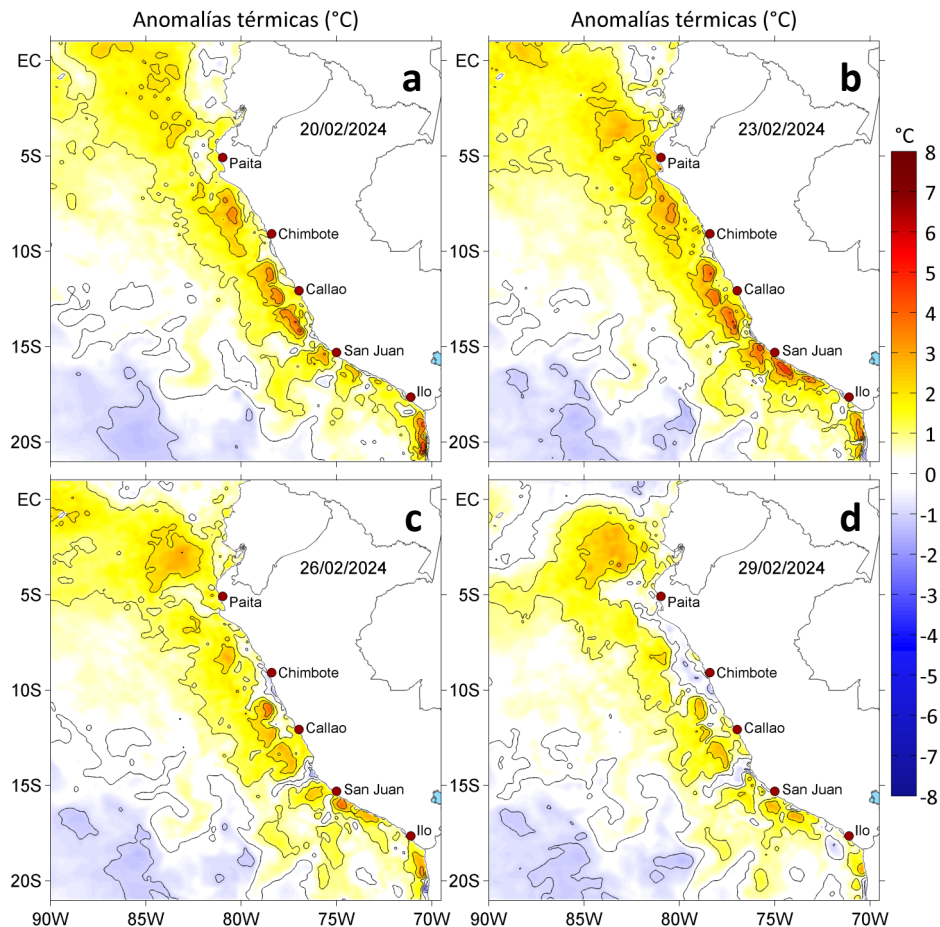 Anomalías térmicas (°C)
Anomalías térmicas (°C)
EC
a
20/02/2024
5S
Paita
10S
Chimbote
Callao
15S
San Juan
Ilo
20S
EC
b
23/02/2024
5S
Paita
10S
Chimbote
Callao
15S
San Juan
Ilo
20S
°C
8
7
6
5
4
3
2
1
0
-1
-2
-3
-4
-5
-6
-7
-8
EC
c
26/02/2024
5S
Paita
10S
Chimbote
Callao
15S
San Juan
Ilo
20S
90W
85W
80W
75W
70W
EC
d
29/02/2024
5S
Paita
10S
Chimbote
Callao
15S
San Juan
Ilo
20S
90W
85W
80W
75W
70W